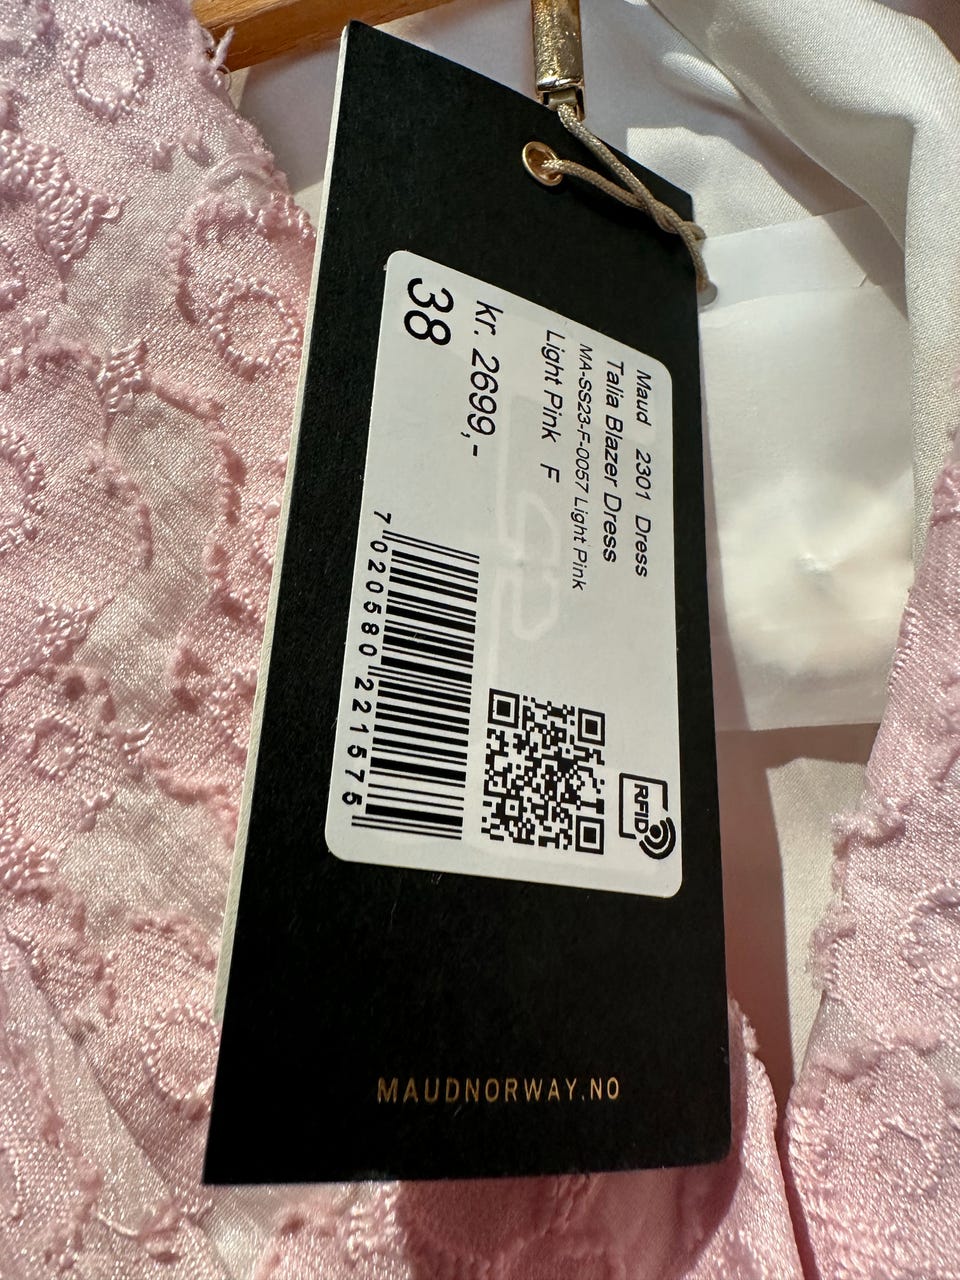 Maud 2301 Dress
Talia Blazer Dress
MA-SS23-F-0057 Light Pink
Light Pink F
kr. 2699,-
38
7 020580 221575
RFID
MAUDNORWAY.NO